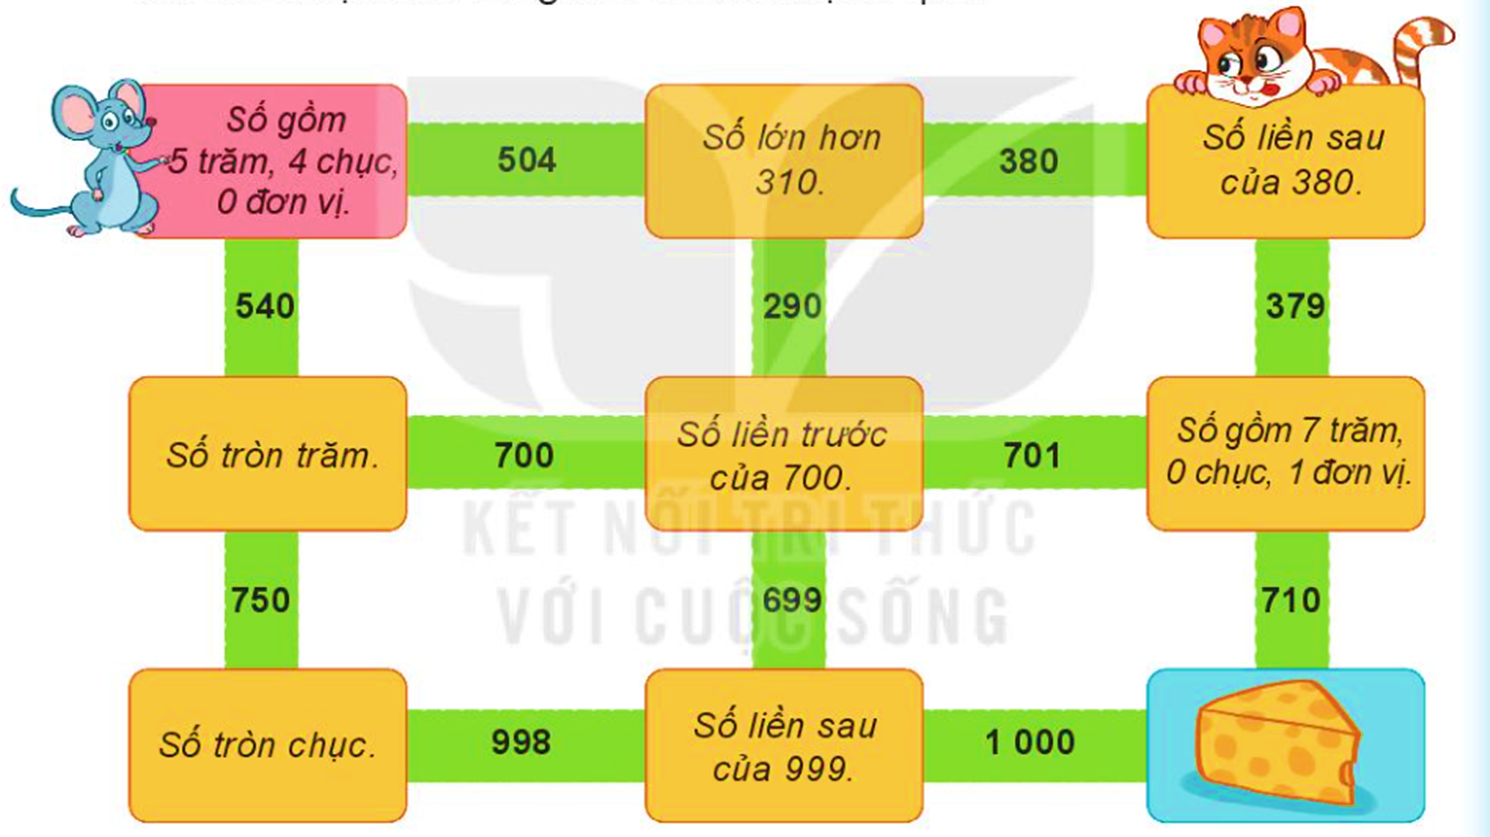 Số gồm
5 trăm, 4 chục,
0 đơn vị.
504
Số lớn hơn
310.
380
Số liền sau
của 380.
540
290
379
Số tròn trăm.
700
Số liền trước
của 700.
701
Số gồm 7 trăm,
0 chục, 1 đơn vị.
KẾT NỐI TRI THỨC
VỚI CUỘC SỐNG
750
699
710
Số tròn chục.
998
Số liền sau
của 999.
1 000